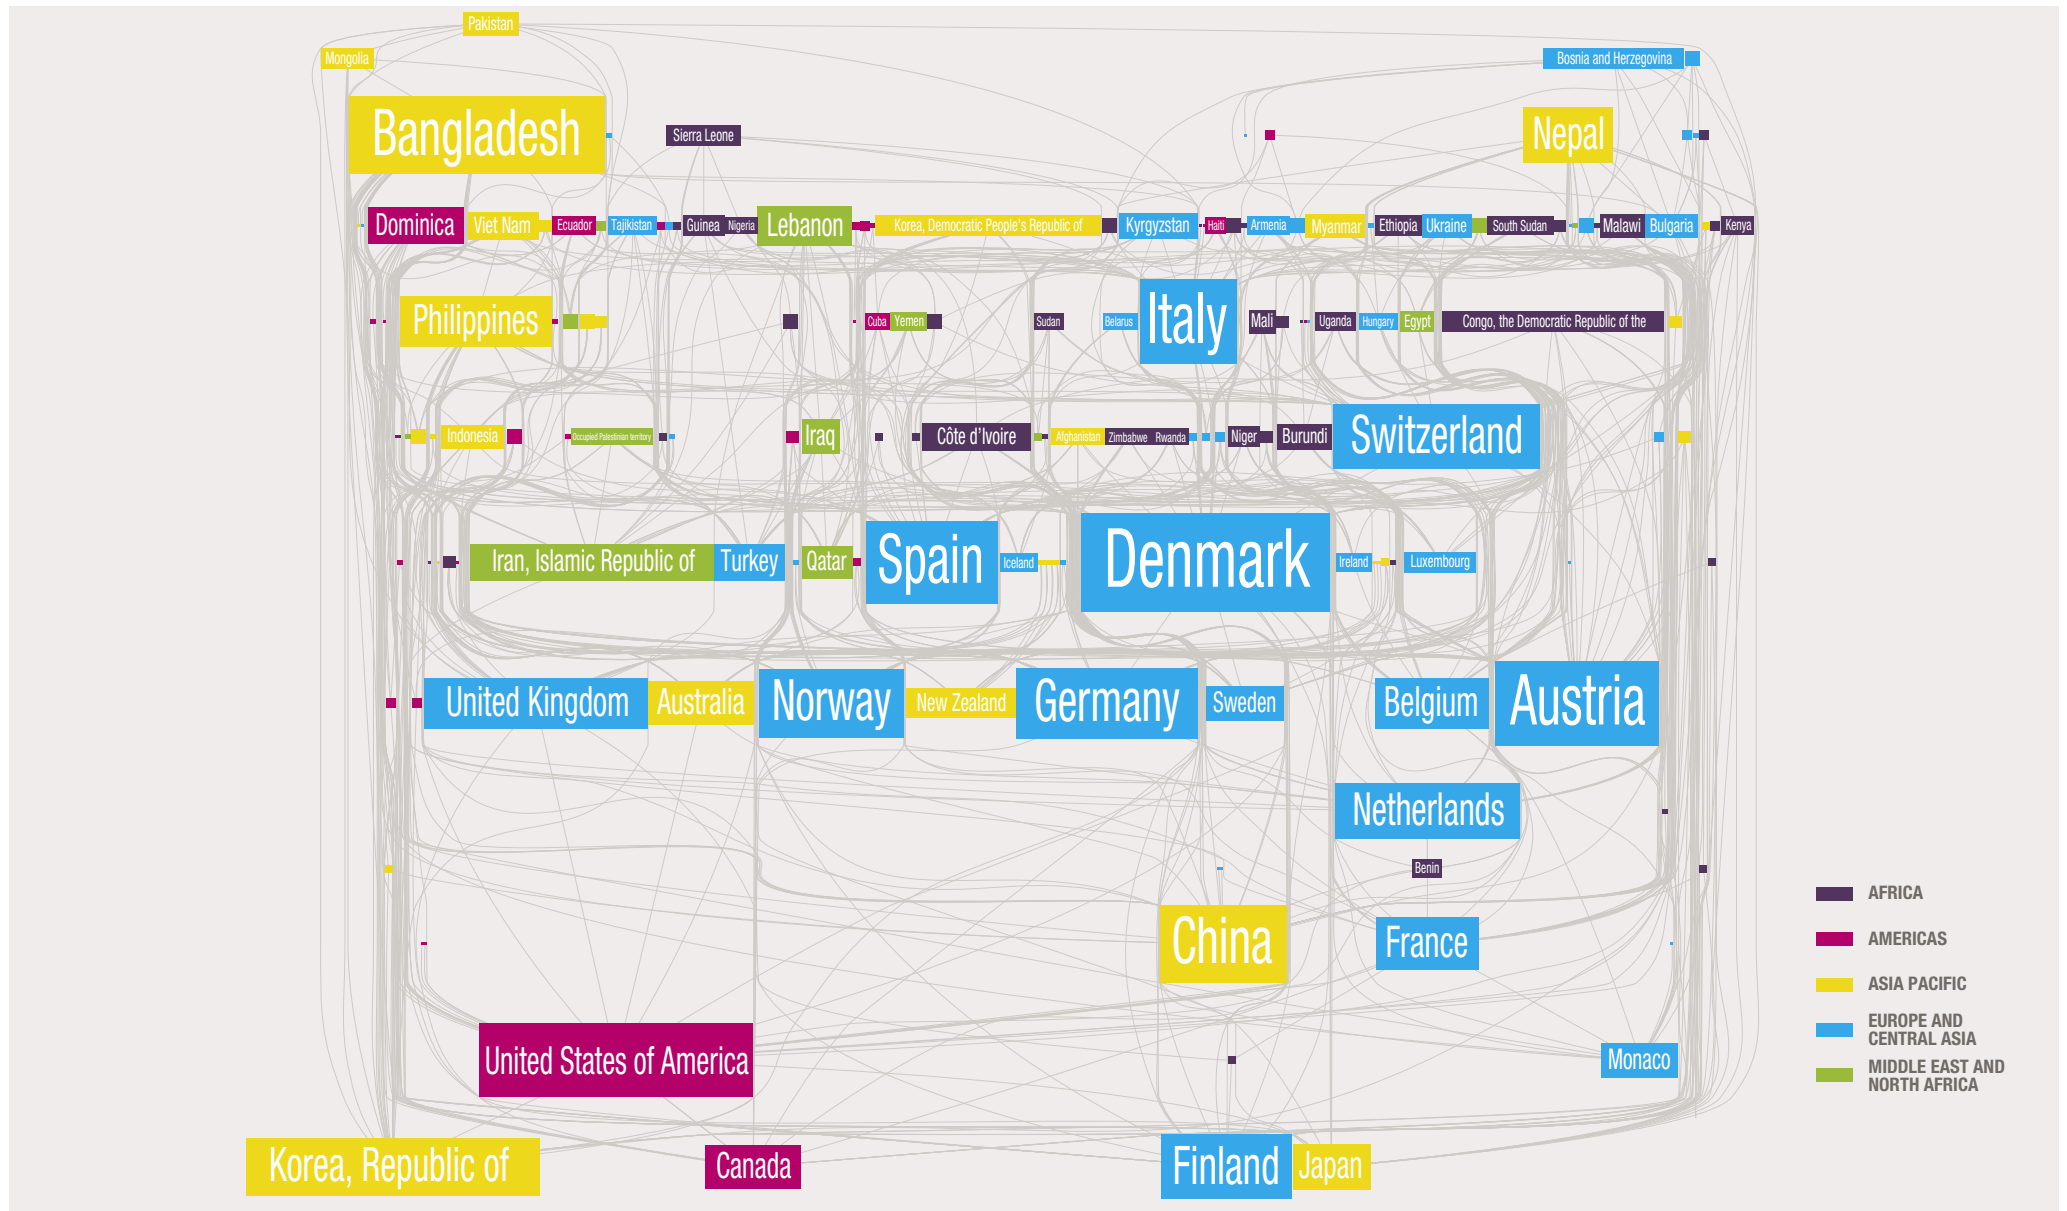 Pakistan
Mongolia
Bosnia and Herzegovina
Bangladesh
Sierra Leone
Nepal
Dominica
Viet Nam
Ecuador
Tajikistan
Guinea
Nigeria
Lebanon
Korea, Democratic People's Republic of
Kyrgyzstan
Haiti
Armenia
Myanmar
Ethiopia
Ukraine
South Sudan
Malawi
Bulgaria
Kenya
Philippines
Cuba
Yemen
Sudan
Belarus
Italy
Mali
Uganda
Hungary
Egypt
Congo, the Democratic Republic of the
Indonesia
Occupied Palestinian territory
Iraq
Côte d'Ivoire
Afghanistan
Zimbabwe
Rwanda
Niger
Burundi
Switzerland
Iran, Islamic Republic of
Turkey
Qatar
Spain
Iceland
Denmark
Ireland
Luxembourg
United Kingdom
Australia
Norway
New Zealand
Germany
Sweden
Belgium
Austria
Netherlands
Benin
China
France
United States of America
Monaco
Korea, Republic of
Canada
Finland
Japan
AFRICA
AMERICAS
ASIA PACIFIC
EUROPE AND
CENTRAL ASIA
MIDDLE EAST AND
NORTH AFRICA